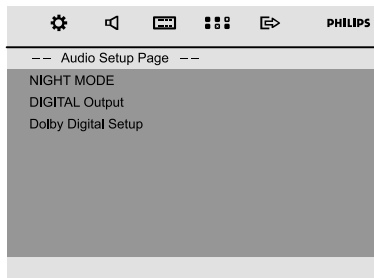 PHILIPS
-- Audio Setup Page --
NIGHT MODE
DIGITAL Output
Dolby Digital Setup